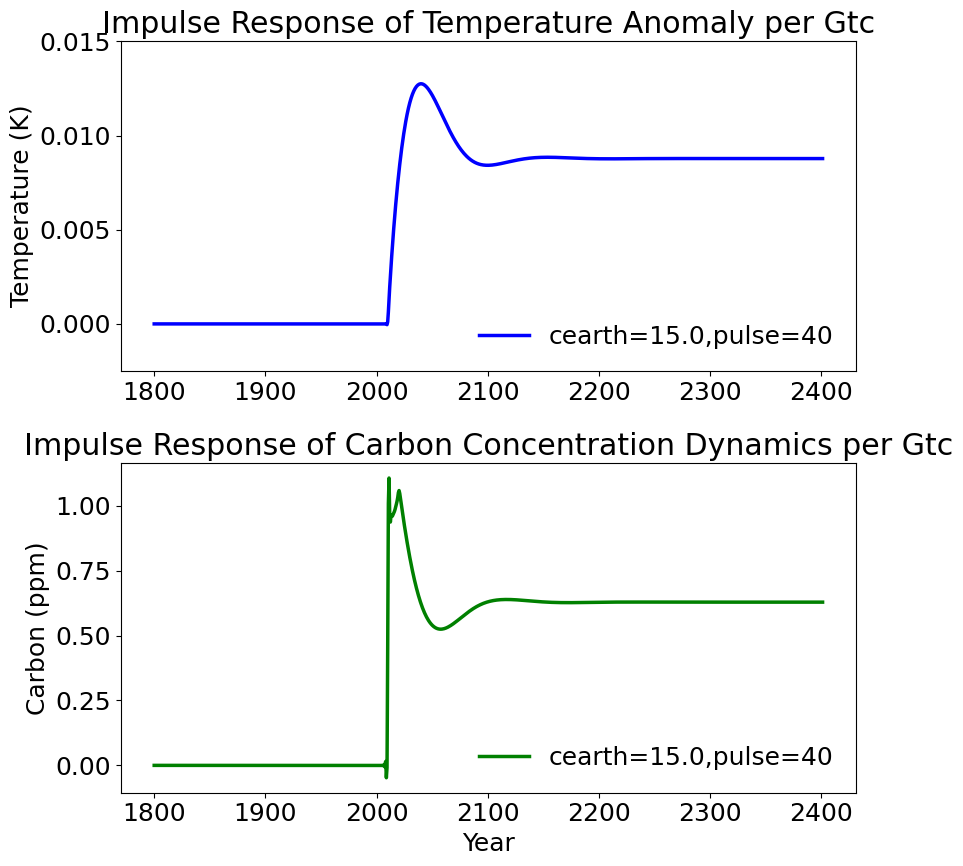 Impulse Response of Temperature Anomaly per Gtc
Temperature (K)
0.015
0.010
0.005
0.000
cearth=15.0,pulse=40
1800 1900 2000 2100 2200 2300 2400
Impulse Response of Carbon Concentration Dynamics per Gtc
Carbon (ppm)
1.00
0.75
0.50
0.25
0.00
cearth=15.0,pulse=40
1800 1900 2000 2100 2200 2300 2400
Year